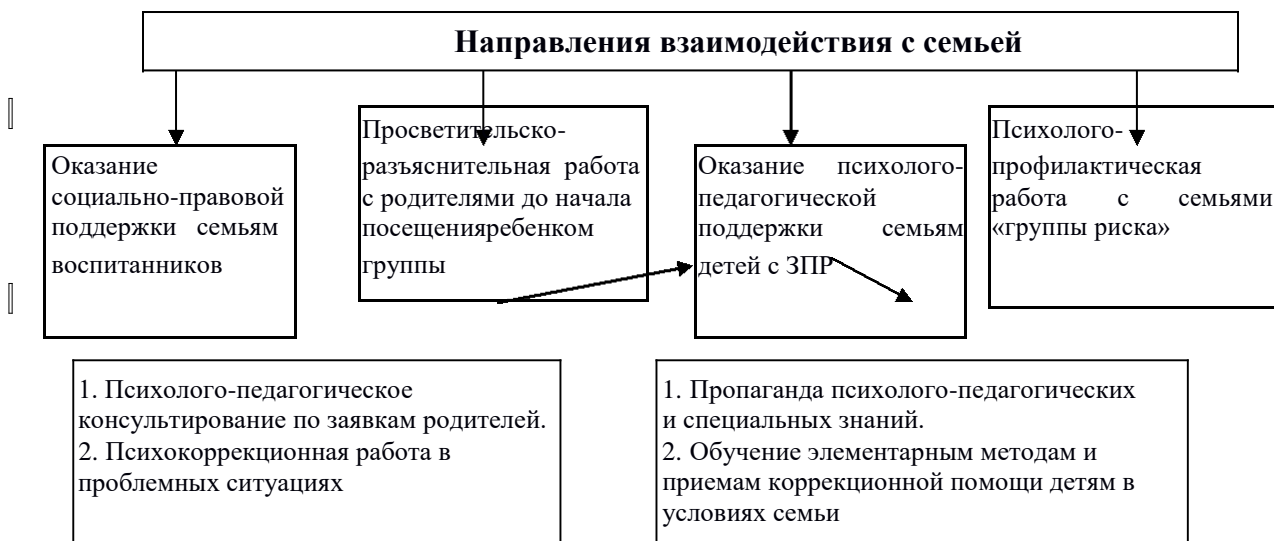 Направления взаимодействия с семьей
Оказание
социально-правовой
поддержки семьям
воспитанников
Просветительско-
разъяснительная работа
с родителями до начала
посещенияребенком
группы
Оказание психолого-
педагогической
поддержки семьям
детей с ЗПР
Психолого-
профилактическая
работа с семьями
«группы риска»
1. Психолого-педагогическое
консультирование по заявкам родителей.
2. Психокоррекционная работа в
проблемных ситуациях
1. Пропаганда психолого-педагогических
и специальных знаний.
2. Обучение элементарным методам и
приемам коррекционной помощи детям в
условиях семьи